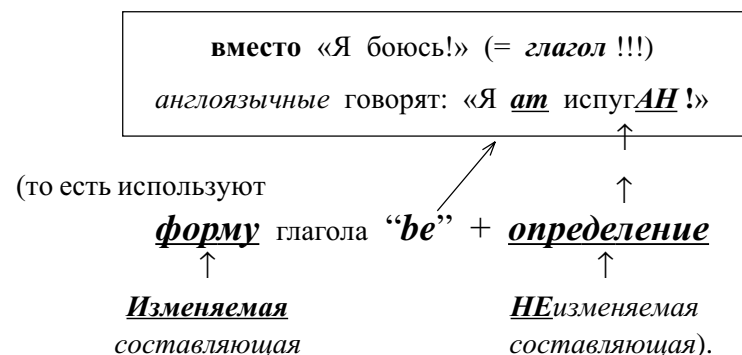 вместо «Я боюсь!» (= глагол !!!)
англоязычные говорят: «Я am испугАН !»
↑
(то есть используют ↑
форму глагола “be” + определение
↑ ↑
Изменяемая НЕизменяемая
составляющая составляющая).